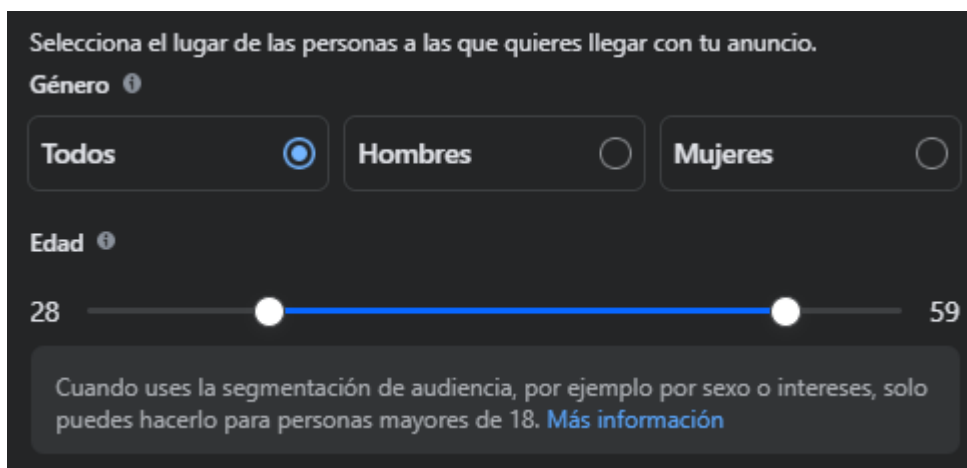 Selecciona el lugar de las personas a las que quieres llegar con tu anuncio.
Género
Todos
Hombres
Mujeres
Edad
28
59
Cuando uses la segmentación de audiencia, por ejemplo por sexo o intereses, solo
puedes hacerlo para personas mayores de 18. Más información